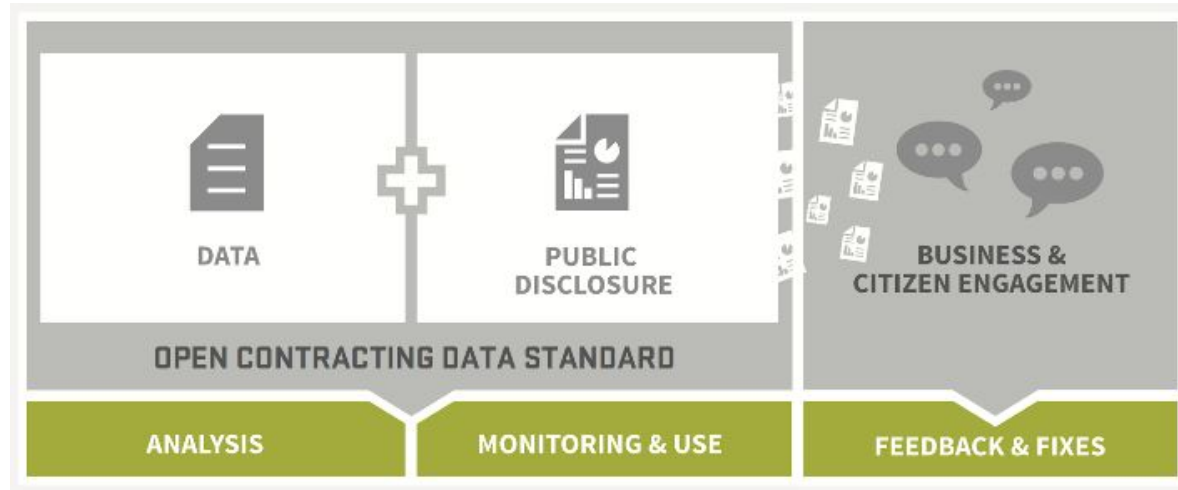 DATA
PUBLIC
DISCLOSURE
BUSINESS &
CITIZEN ENGAGEMENT
OPEN CONTRACTING DATA STANDARD
ANALYSIS
MONITORING & USE
FEEDBACK & FIXES